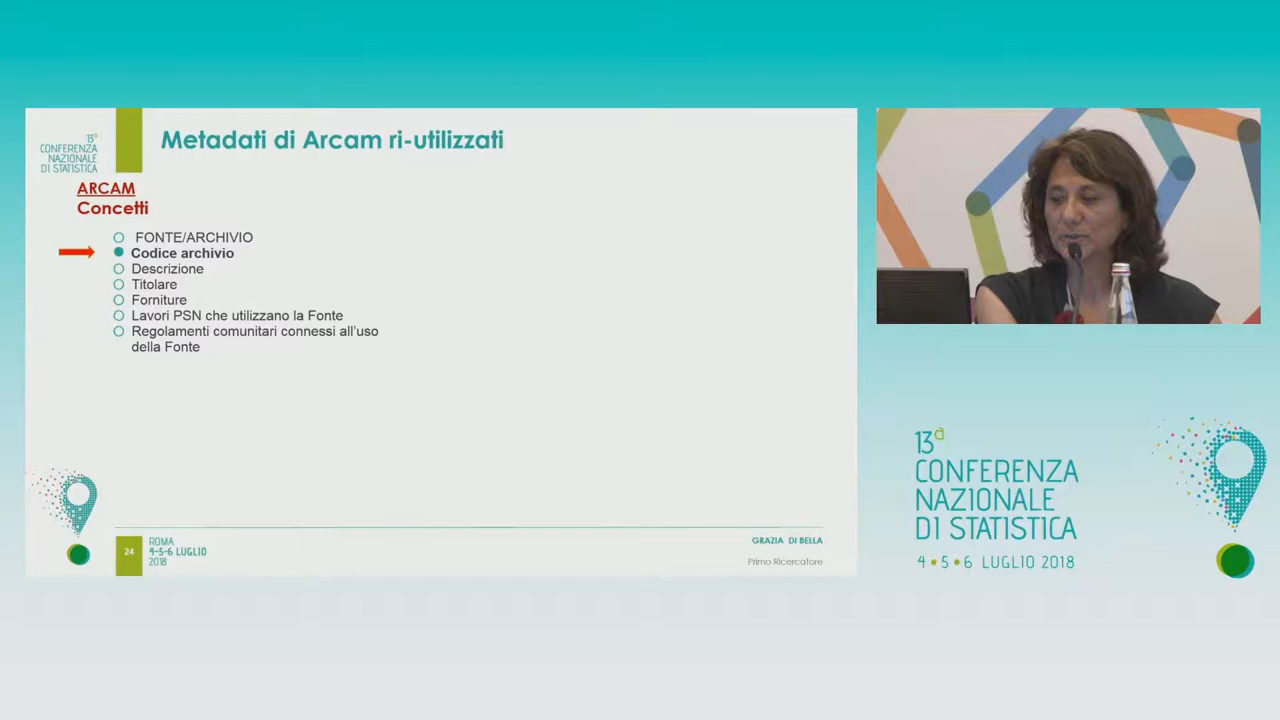 13ª
CONFERENZA
NAZIONALE
DI STATISTICA
Metadati di Arcam ri-utilizzati
ARCAM
Concetti
FONTE/ARCHIVIO
Codice archivio
Descrizione
Titolare
Forniture
Lavori PSN che utilizzano la Fonte
Regolamenti comunitari connessi all'uso
della Fonte
24
ROMA
4-5-6 LUGLIO
2018
GRAZIA DI BELLA
Primo Ricercatore
13ª
CONFERENZA
NAZIONALE
DI STATISTICA
4 • 5 • 6 LUGLIO 2018